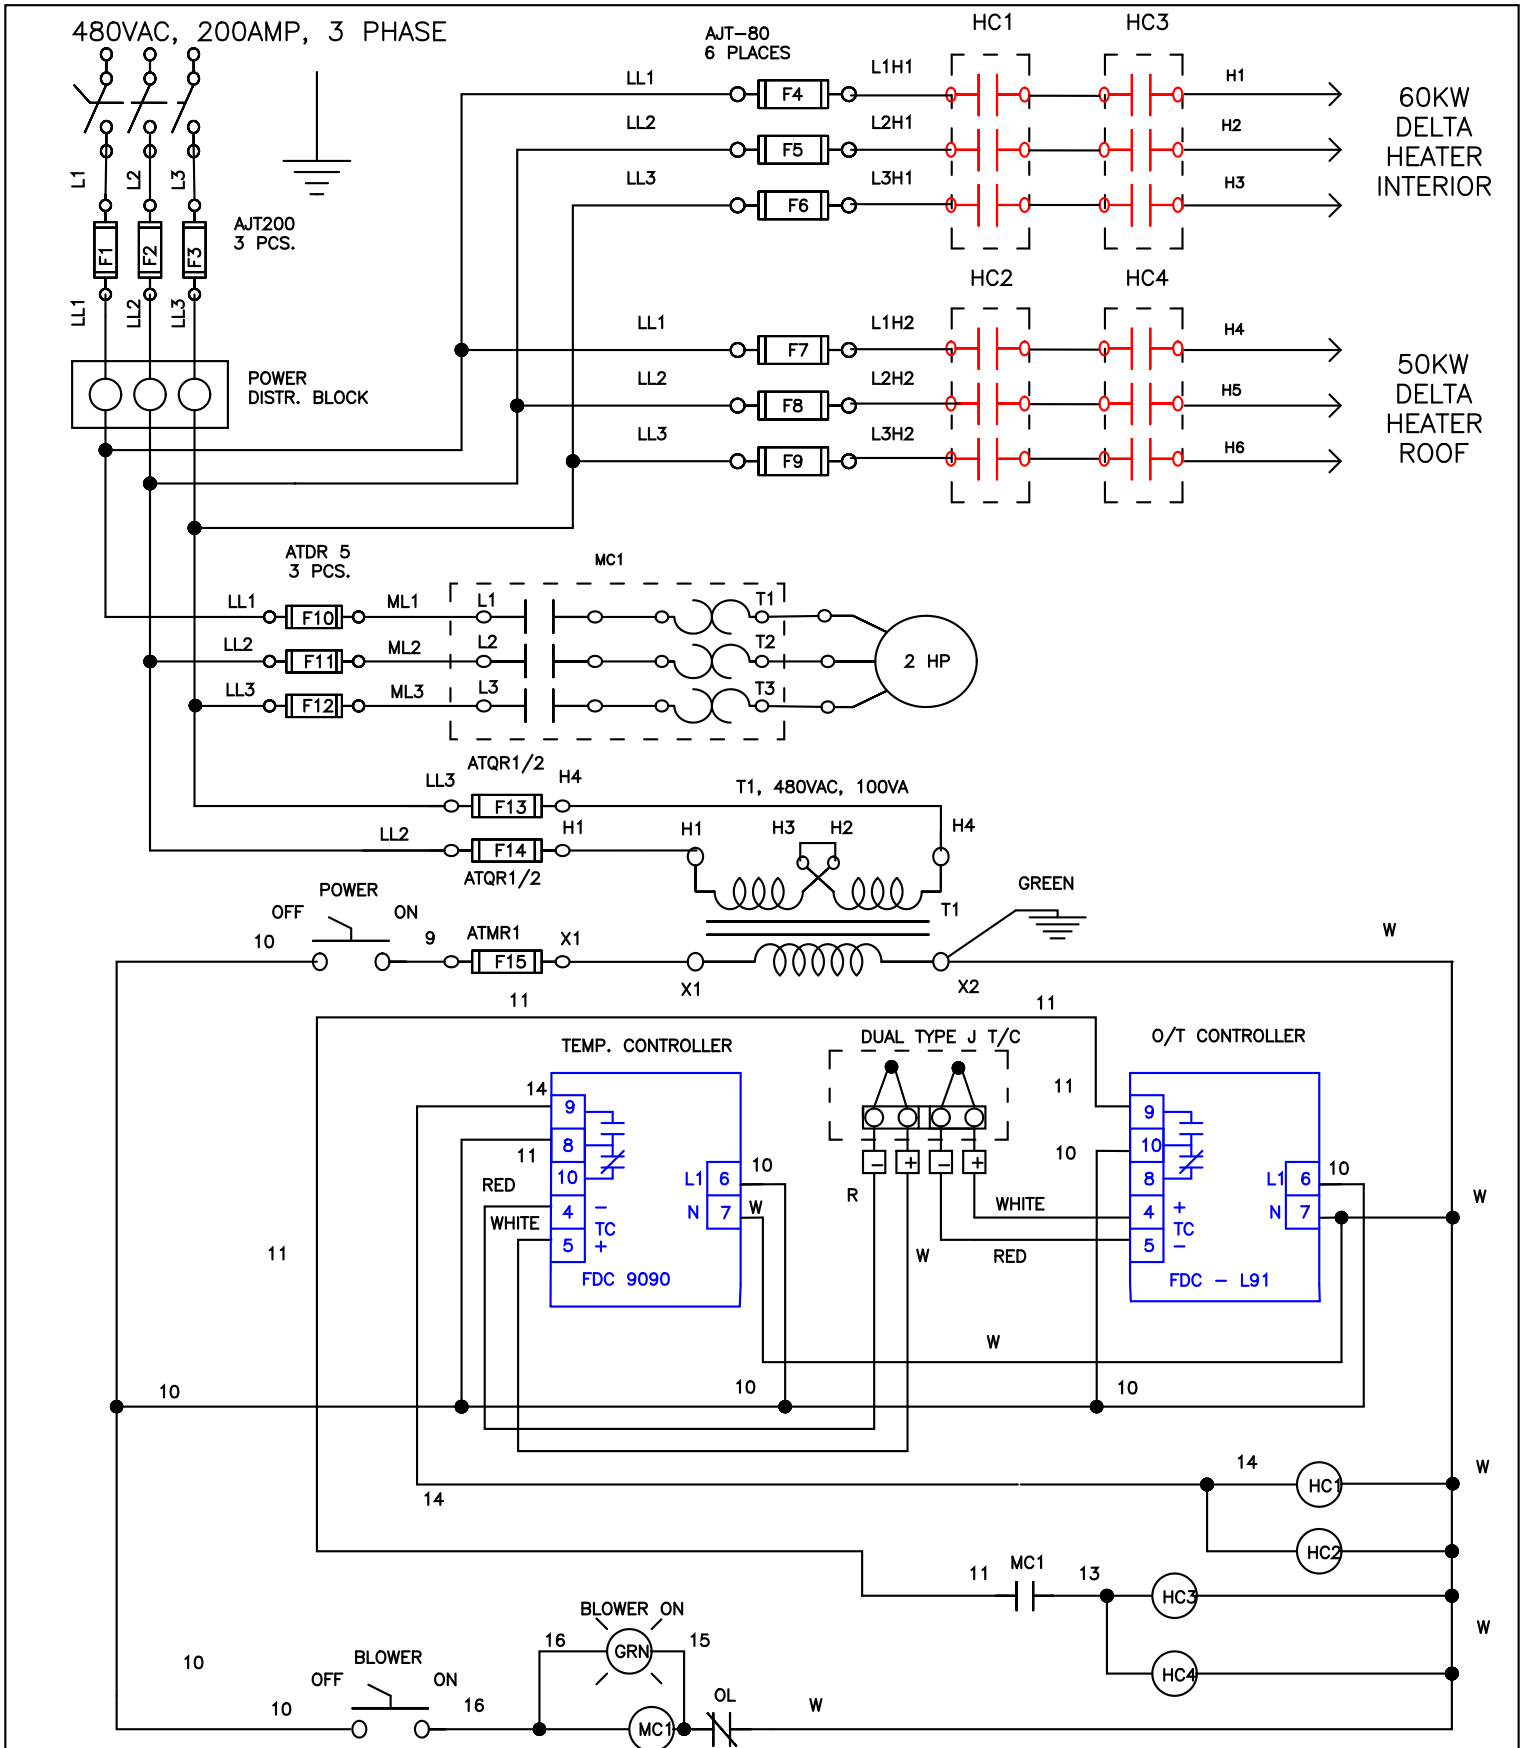 480VAC, 200AMP, 3 PHASE
AJT-80
6 PLACES
HC1
HC3
LL1
F4
L1H1
H1
LL2
F5
L2H1
H2
LL3
F6
L3H1
H3
60KW
DELTA
HEATER
INTERIOR
L1
L2
L3
F1
F2
F3
AJT200
3 PCS.
LL1
LL2
LL3
POWER
DISTR. BLOCK
HC2
HC4
LL1
F7
L1H2
H4
LL2
F8
L2H2
H5
LL3
F9
L3H2
H6
50KW
DELTA
HEATER
ROOF
ATDR 5
3 PCS.
MC1
LL1
F10
ML1
L1
T1
LL2
F11
ML2
L2
T2
LL3
F12
ML3
L3
T3
2 HP
ATQR1/2
LL3
F13
H4
T1, 480VAC, 100VA
LL2
F14
H1
ATQR1/2
H1
H3
H2
H4
T1
GREEN
POWER
OFF
ON
10
9
ATMR1
F15
X1
X1
X2
W
11
11
TEMP. CONTROLLER
DUAL TYPE J T/C
O/T CONTROLLER
14
9
8
11
10
RED
4
-
WHITE
TC
5
+
FDC 9090
L1
6
10
N
7
W
-
+
-
+
R
W
WHITE
RED
11
9
10
10
8
4
+
TC
5
-
FDC - L91
L1
6
10
N
7
W
11
W
10
10
10
14
14
HC1
W
HC2
11
MC1
13
HC3
W
HC4
BLOWER ON
16
GRN
15
10
BLOWER
OFF
ON
10
16
MC1
OL
W